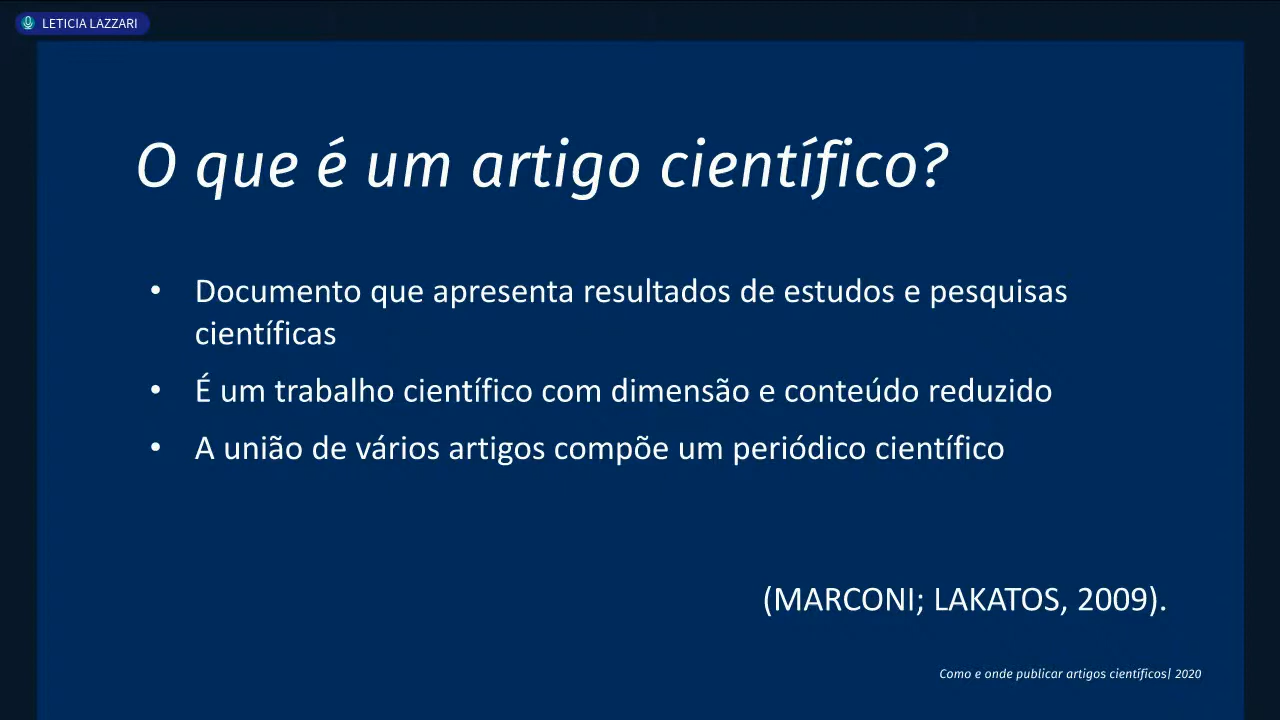 LETICIA LAZZARI
O que é um artigo científico?
• Documento que apresenta resultados de estudos e pesquisas
científicas
• É um trabalho científico com dimensão e conteúdo reduzido
• A união de vários artigos compõe um periódico científico
(MARCONI; LAKATOS, 2009).
Como e onde publicar artigos científicos| 2020